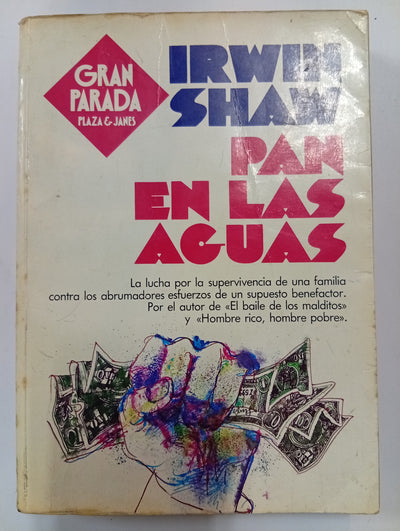 GRAN
PARADA
PLAZA & JANES
IRWIN
SHAW
PAN
EN LAS
AGUAS
La lucha por la supervivencia de una familia
contra los abrumadores esfuerzos de un supuesto benefactor.
Por el autor de «El baile de los malditos»
y «Hombre rico, hombre pobre».